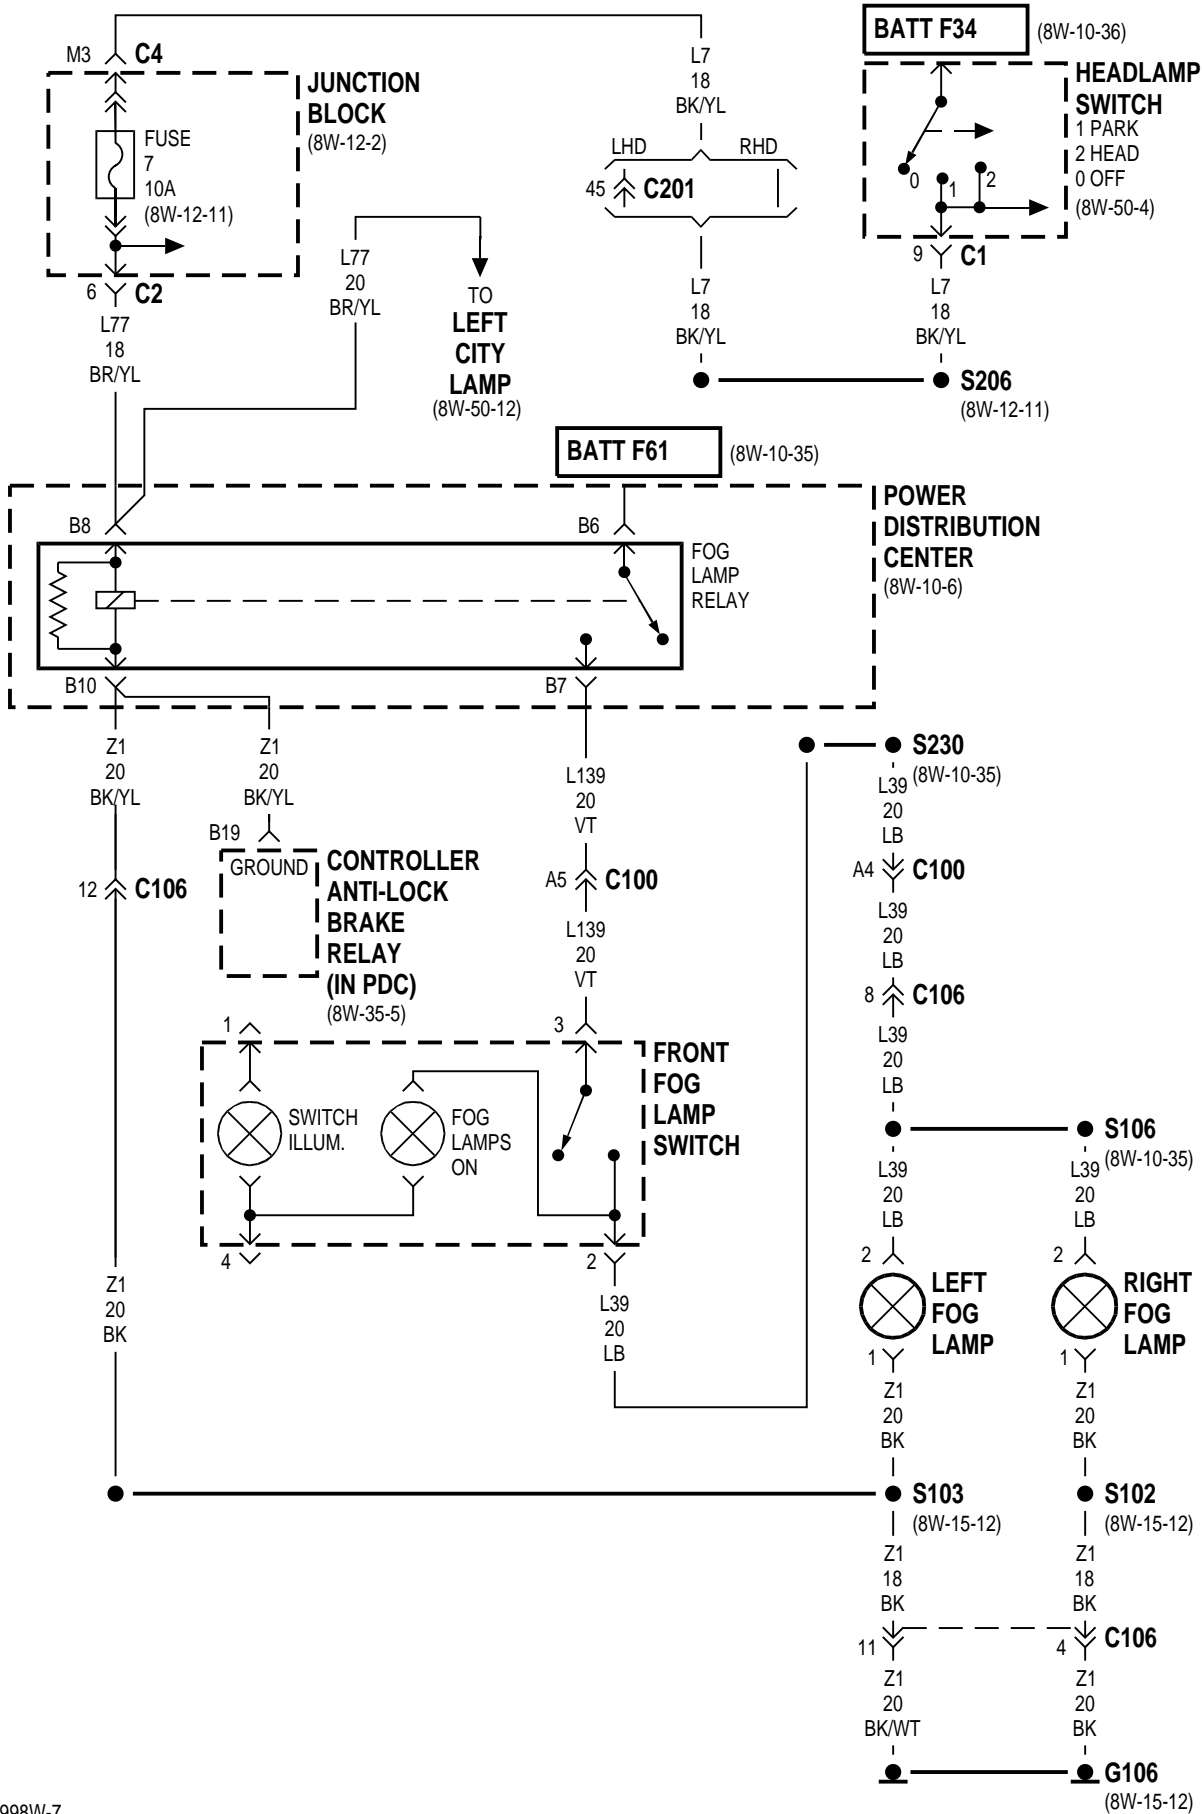 BATT F34
(8W-10-36)
HEADLAMP
SWITCH
1 PARK
2 HEAD
0 OFF
(8W-50-4)
0
1
2
9
C1
L7
18
BK/YL
S206
(8W-12-11)
M3
C4
JUNCTION
BLOCK
(8W-12-2)
FUSE
7
10A
(8W-12-11)
6
C2
L77
18
BR/YL
L77
20
BR/YL
TO
LEFT
CITY
LAMP
(8W-50-12)
L7
18
BK/YL
LHD
RHD
45
C201
L7
18
BK/YL
BATT F61
(8W-10-35)
POWER
DISTRIBUTION
CENTER
(8W-10-6)
B8
B6
FOG
LAMP
RELAY
B10
B7
Z1
20
BK/YL
Z1
20
BK/YL
B19
GROUND
CONTROLLER
ANTI-LOCK
BRAKE
RELAY
(IN PDC)
(8W-35-5)
12
C106
L139
20
VT
A5
C100
L139
20
VT
S230
(8W-10-35)
L39
20
LB
A4
C100
L39
20
LB
8
C106
L39
20
LB
1
3
FRONT
FOG
LAMP
SWITCH
SWITCH
ILLUM.
FOG
LAMPS
ON
4
2
L39
20
LB
Z1
20
BK
S106
(8W-10-35)
L39
20
LB
L39
20
LB
2
LEFT
FOG
LAMP
1
2
RIGHT
FOG
LAMP
1
Z1
20
BK
Z1
20
BK
S103
(8W-15-12)
S102
(8W-15-12)
Z1
18
BK
Z1
18
BK
11
4
C106
Z1
20
BK/WT
Z1
20
BK
G106
(8W-15-12)
998W-7